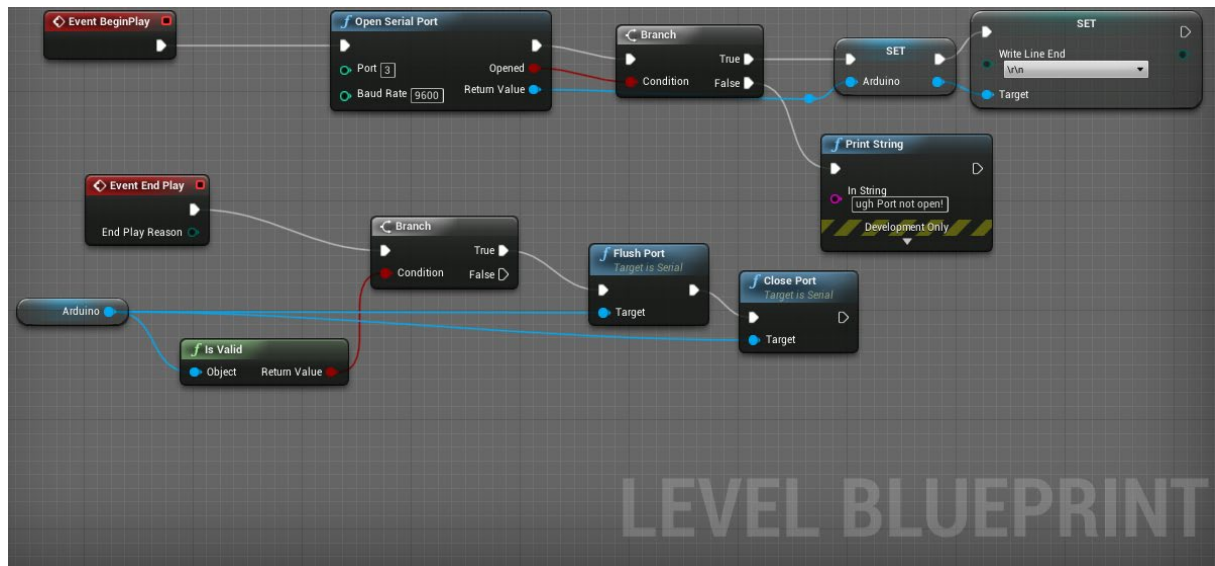 Event BeginPlay
Open Serial Port
Port 3
Opened
Baud Rate 9600
Return Value
Branch
True
Condition
False
SET
Arduino
SET
Write Line End
\r\n
Target
Print String
In String
ugh Port not open!
Development Only
Event End Play
End Play Reason
Branch
True
Condition
False
Flush Port
Target is Serial
Target
Close Port
Target is Serial
Target
Arduino
Is Valid
Object
Return Value
LEVEL BLUEPRINT